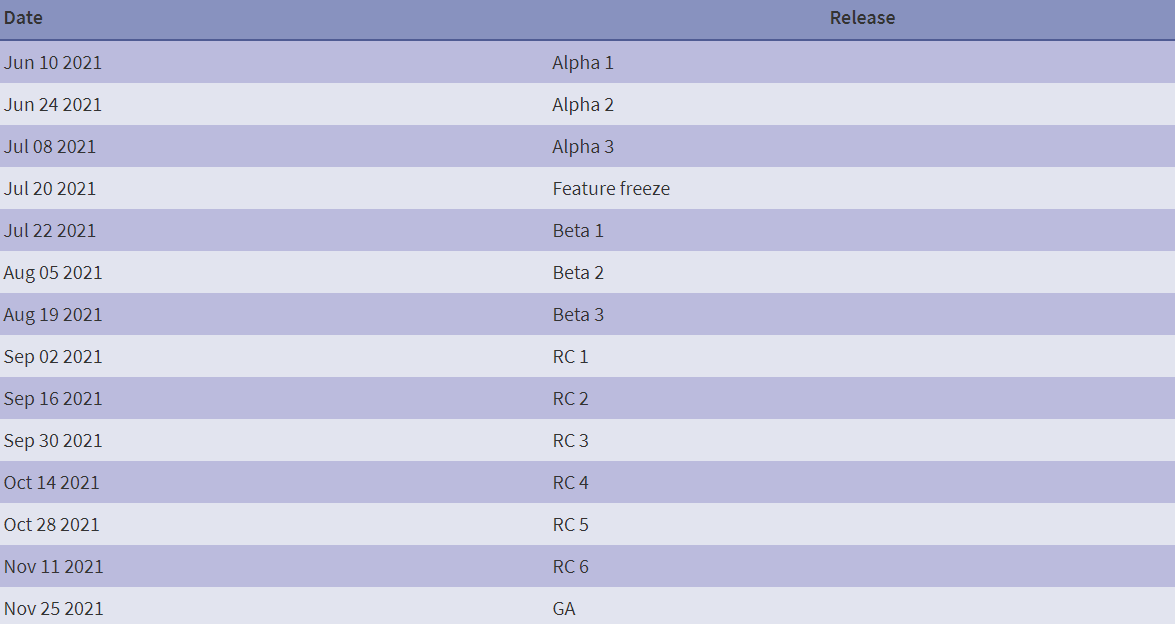 Date Release
Jun 10 2021 Alpha 1
Jun 24 2021 Alpha 2
Jul 08 2021 Alpha 3
Jul 20 2021 Feature freeze
Jul 22 2021 Beta 1
Aug 05 2021 Beta 2
Aug 19 2021 Beta 3
Sep 02 2021 RC 1
Sep 16 2021 RC 2
Sep 30 2021 RC 3
Oct 14 2021 RC 4
Oct 28 2021 RC 5
Nov 11 2021 RC 6
Nov 25 2021 GA